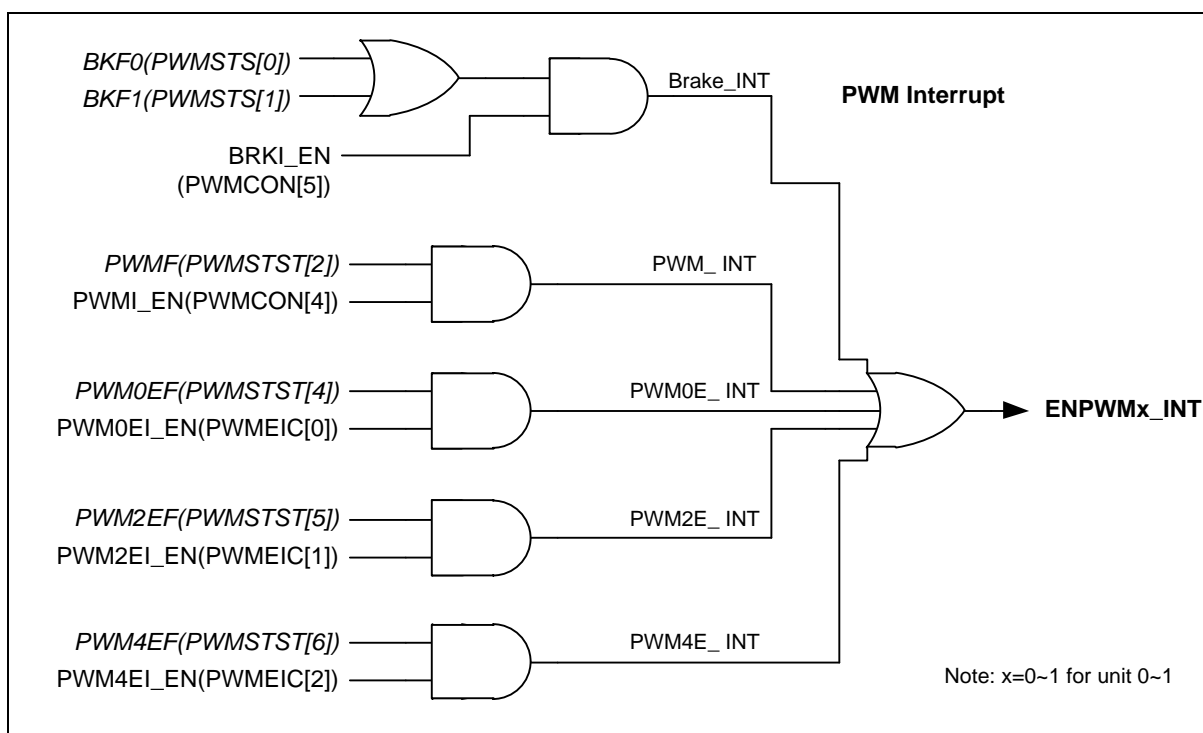 BKF0(PWMSTS[0])
BKF1(PWMSTS[1])
BRKI_EN
(PWMCON[5])
Brake_INT
PWM Interrupt
PWMF(PWMSTST[2])
PWMI_EN(PWMCON[4])
PWM_ INT
PWM0EF(PWMSTST[4])
PWM0EI_EN(PWMEIC[0])
PWM0E_ INT
ENPWMx_INT
PWM2EF(PWMSTST[5])
PWM2EI_EN(PWMEIC[1])
PWM2E_ INT
PWM4EF(PWMSTST[6])
PWM4EI_EN(PWMEIC[2])
PWM4E_ INT
Note: x=0~1 for unit 0~1